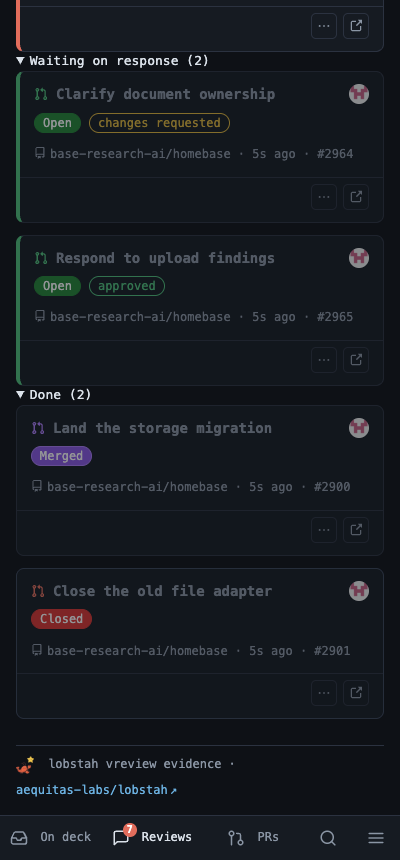 Waiting on response (2)
Clarify document ownership
Open changes requested
base-research-ai/homebase · 5s ago · #2964
Respond to upload findings
Open approved
base-research-ai/homebase · 5s ago · #2965
Done (2)
Land the storage migration
Merged
base-research-ai/homebase · 5s ago · #2900
Close the old file adapter
Closed
base-research-ai/homebase · 5s ago · #2901
lobstah vreview evidence ·
aequitas-labs/lobstah↗
On deck 7 Reviews PRs